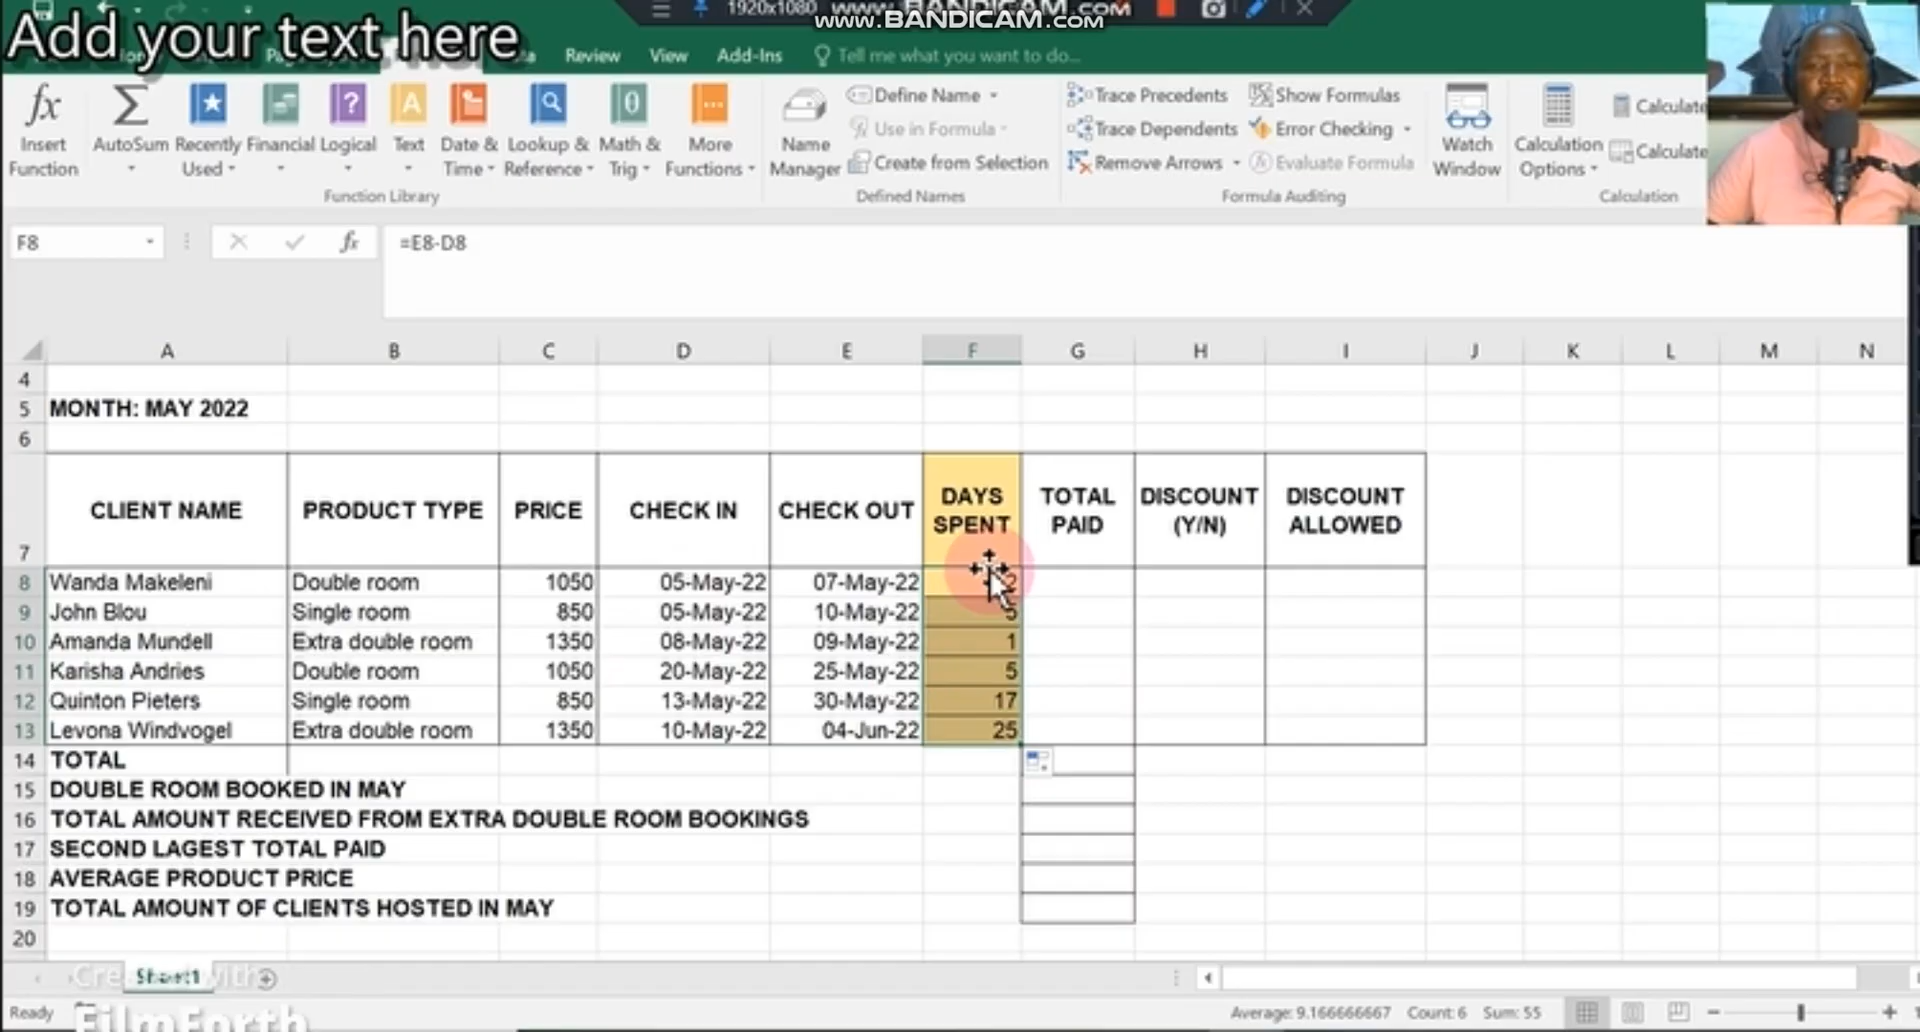 1920x1080 www.BANDICAM.com
www.BANDICAM.COM
Add your text here
Review View Add-Ins Tell me what you want to do...
fx Σ ? A θ
Insert Function
AutoSum
Recently Used
Financial
Logical
Text
Date & Time
Lookup & Reference
Math & Trig
More Functions
Function Library
Name Manager
Define Name
Use in Formula
Create from Selection
Defined Names
Trace Precedents
Trace Dependents
Remove Arrows
Show Formulas
Error Checking
Evaluate Formula
Formula Auditing
Watch Window
Calculation Options
Calculate
Calculate
Calculation
F8 fx =E8-D8
A B C D E F G H I J K L M N
4
5 MONTH: MAY 2022
6
7 CLIENT NAME PRODUCT TYPE PRICE CHECK IN CHECK OUT DAYS SPENT TOTAL PAID DISCOUNT (Y/N) DISCOUNT ALLOWED
8 Wanda Makeleni Double room 1050 05-May-22 07-May-22 2
9 John Blou Single room 850 05-May-22 10-May-22 5
10 Amanda Mundell Extra double room 1350 08-May-22 09-May-22 1
11 Karisha Andries Double room 1050 20-May-22 25-May-22 5
12 Quinton Pieters Single room 850 13-May-22 30-May-22 17
13 Levona Windvogel Extra double room 1350 10-May-22 04-Jun-22 25
14 TOTAL
15 DOUBLE ROOM BOOKED IN MAY
16 TOTAL AMOUNT RECEIVED FROM EXTRA DOUBLE ROOM BOOKINGS
17 SECOND LAGEST TOTAL PAID
18 AVERAGE PRODUCT PRICE
19 TOTAL AMOUNT OF CLIENTS HOSTED IN MAY
20
Created with
Sheet1
Ready
FilmForth
Average: 9.166666667 Count: 6 Sum: 55